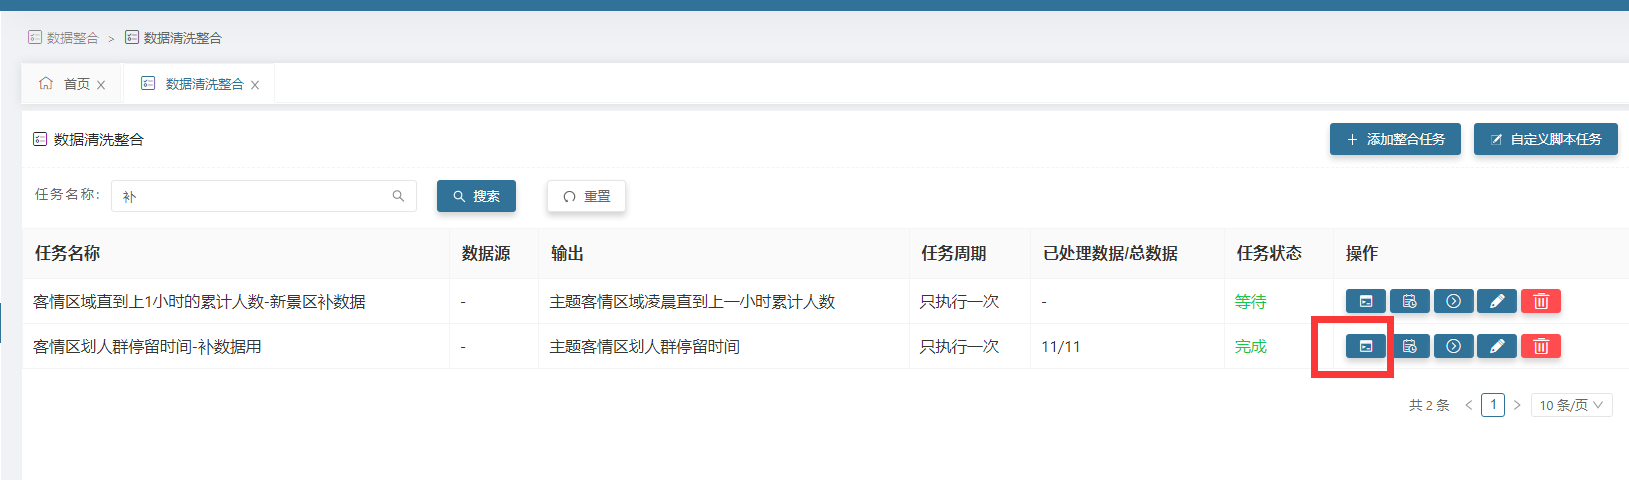 数据整合 > 数据清洗整合
首页 x 数据清洗整合 x
数据清洗整合 + 添加整合任务 自定义脚本任务
任务名称: 补 搜索 重置
任务名称 数据源 输出 任务周期 已处理数据/总数据 任务状态 操作
客情区域直到上1小时的累计人数-新景区补数据 - 主题客情区域凌晨直到上一小时累计人数 只执行一次 - 等待
客情区划人群停留时间-补数据用 - 主题客情区划人群停留时间 只执行一次 11/11 完成
共 2 条 < 1 > 10 条/页